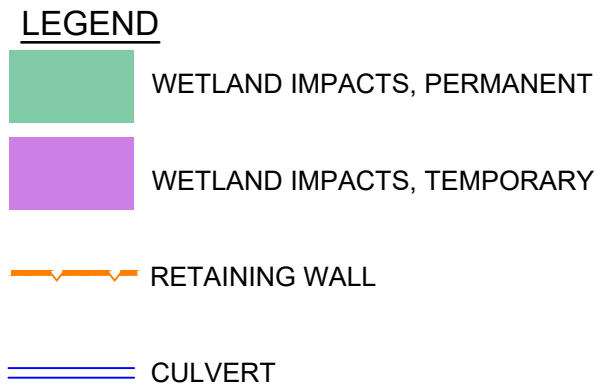 LEGEND
WETLAND IMPACTS, PERMANENT
WETLAND IMPACTS, TEMPORARY
RETAINING WALL
CULVERT